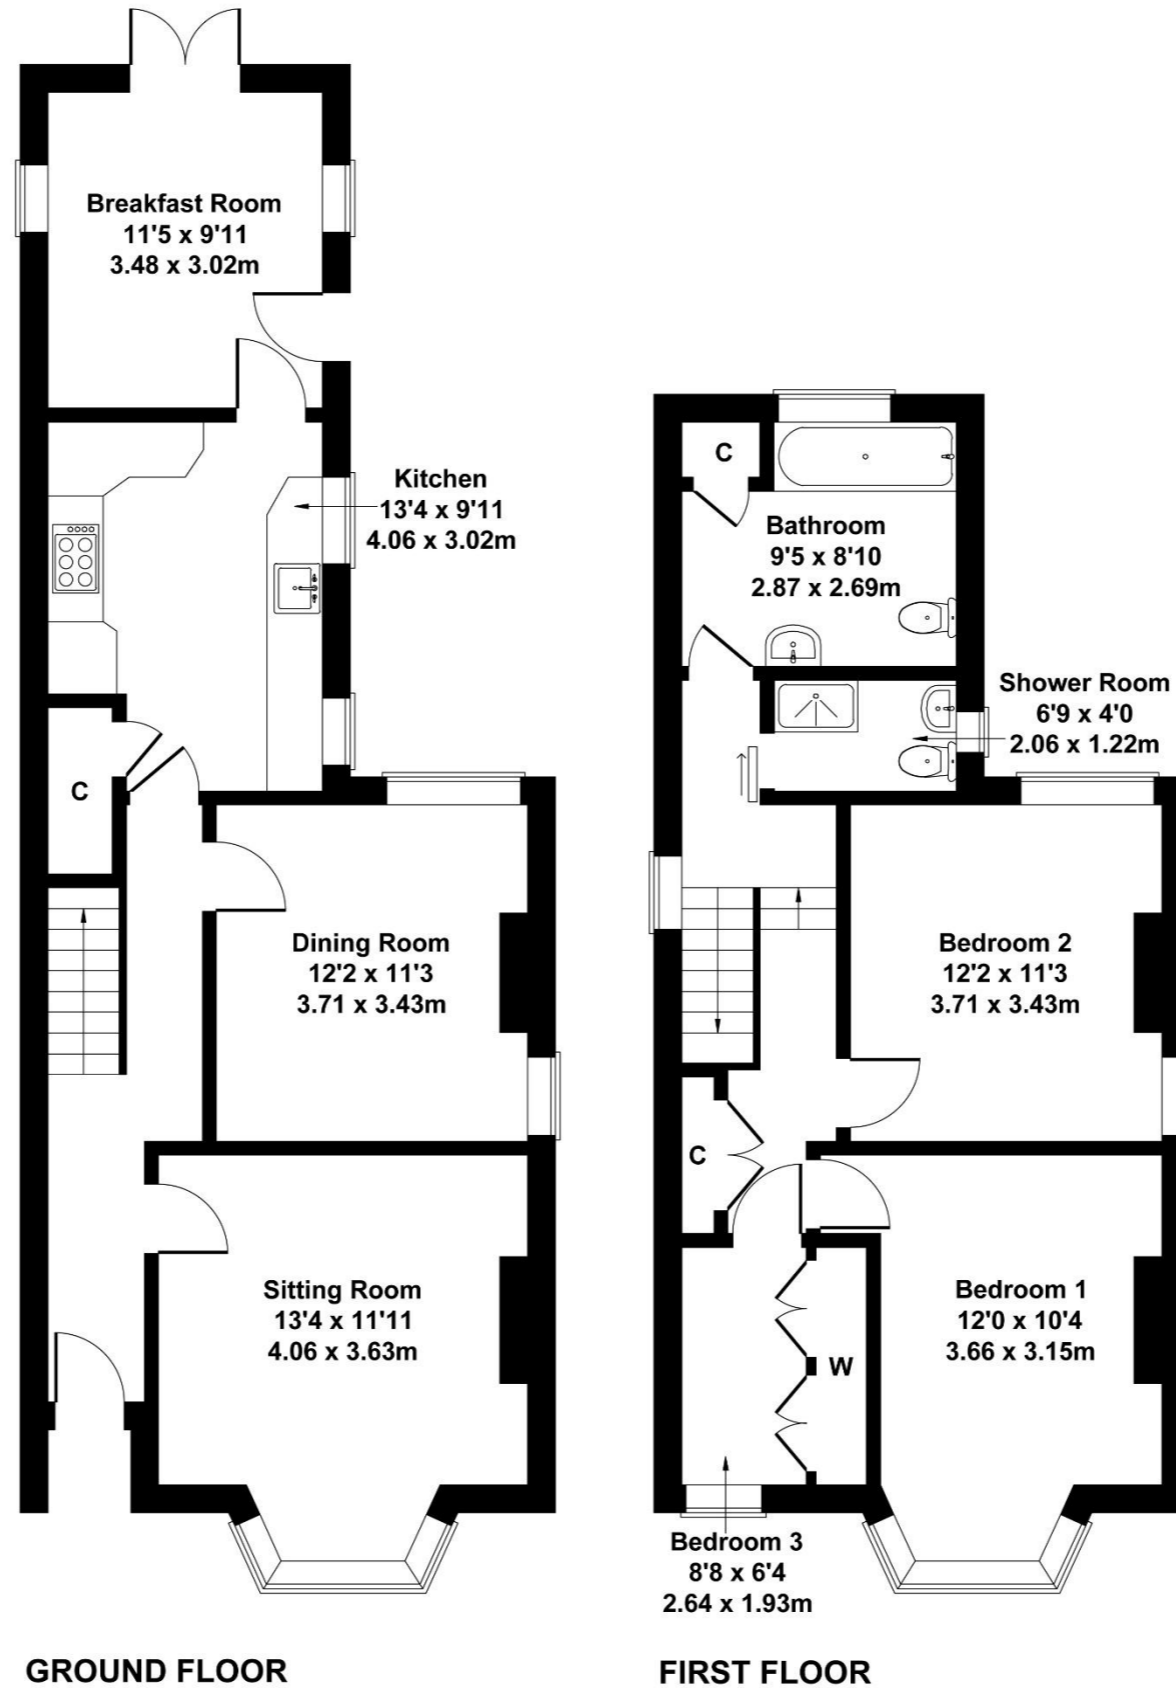 Breakfast Room
11'5 x 9'11
3.48 x 3.02m
Kitchen
13'4 x 9'11
4.06 x 3.02m
C
Dining Room
12'2 x 11'3
3.71 x 3.43m
Sitting Room
13'4 x 11'11
4.06 x 3.63m
GROUND FLOOR
C
Bathroom
9'5 x 8'10
2.87 x 2.69m
Shower Room
6'9 x 4'0
2.06 x 1.22m
Bedroom 2
12'2 x 11'3
3.71 x 3.43m
C
Bedroom 1
12'0 x 10'4
3.66 x 3.15m
W
Bedroom 3
8'8 x 6'4
2.64 x 1.93m
FIRST FLOOR